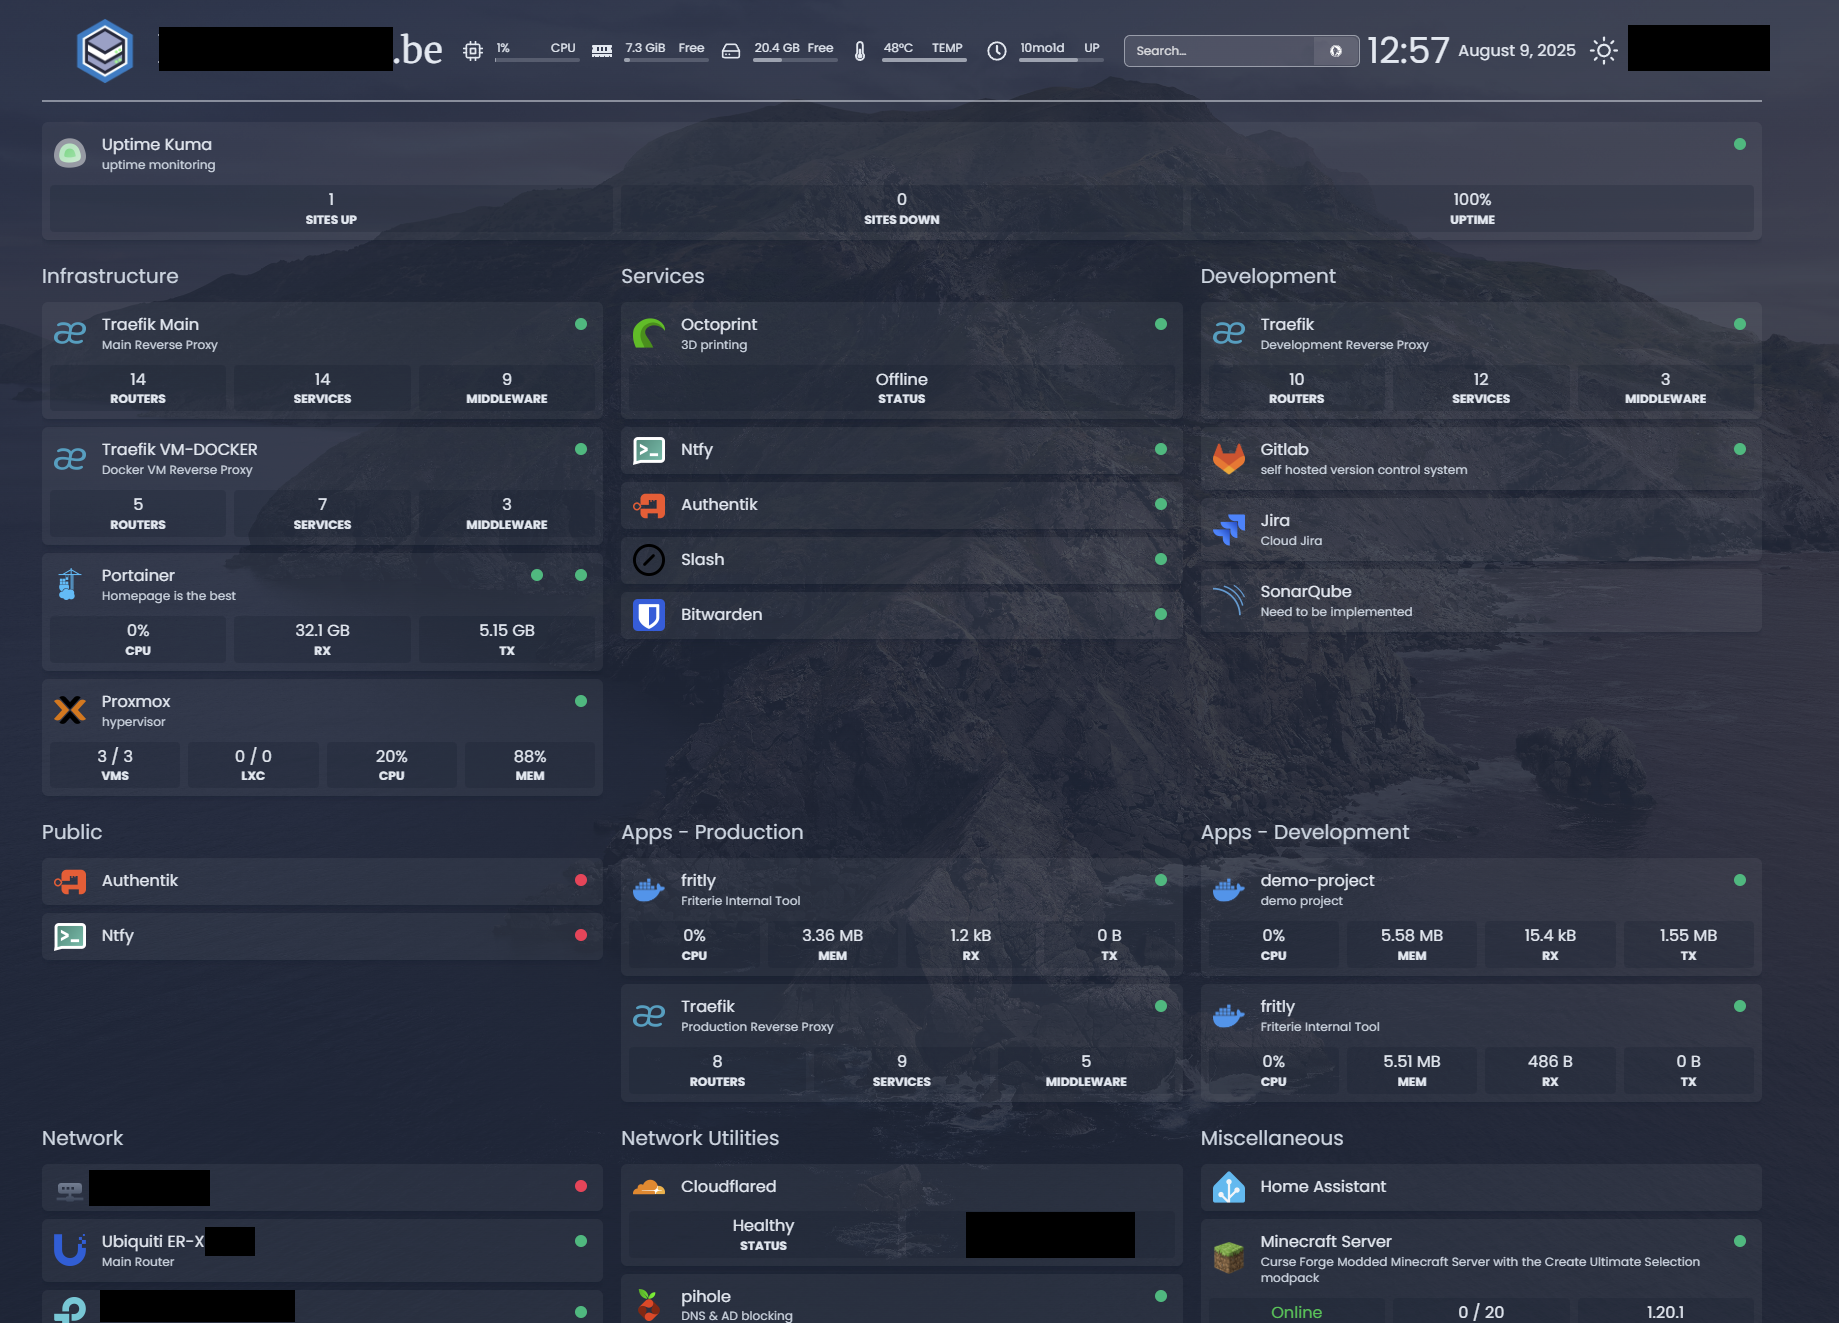 .be
1% CPU
7.3 GiB Free
20.4 GB Free
48°C TEMP
10mo1d UP
Search...
12:57
August 9, 2025
Uptime Kuma
uptime monitoring
1 0 100%
SITES UP SITES DOWN UPTIME
Infrastructure
Traefik Main
Main Reverse Proxy
14 14 9
ROUTERS SERVICES MIDDLEWARE
Traefik VM-DOCKER
Docker VM Reverse Proxy
5 7 3
ROUTERS SERVICES MIDDLEWARE
Portainer
Homepage is the best
0% 32.1 GB 5.15 GB
CPU RX TX
Proxmox
hypervisor
3 / 3 0 / 0 20% 88%
VMS LXC CPU MEM
Services
Octoprint
3D printing
Offline
STATUS
Ntfy
Authentik
Slash
Bitwarden
Development
Traefik
Development Reverse Proxy
10 12 3
ROUTERS SERVICES MIDDLEWARE
Gitlab
self hosted version control system
Jira
Cloud Jira
SonarQube
Need to be implemented
Public
Authentik
Ntfy
Apps - Production
fritly
Friterie Internal Tool
0% 3.36 MB 1.2 kB 0 B
CPU MEM RX TX
Traefik
Production Reverse Proxy
8 9 5
ROUTERS SERVICES MIDDLEWARE
Apps - Development
demo-project
demo project
0% 5.58 MB 15.4 kB 1.55 MB
CPU MEM RX TX
fritly
Friterie Internal Tool
0% 5.51 MB 486 B 0 B
CPU MEM RX TX
Network
Ubiquiti ER-X
Main Router
Network Utilities
Cloudflared
Healthy
STATUS
pihole
DNS & AD blocking
Miscellaneous
Home Assistant
Minecraft Server
Curse Forge Modded Minecraft Server with the Create Ultimate Selection
modpack
Online 0 / 20 1.20.1